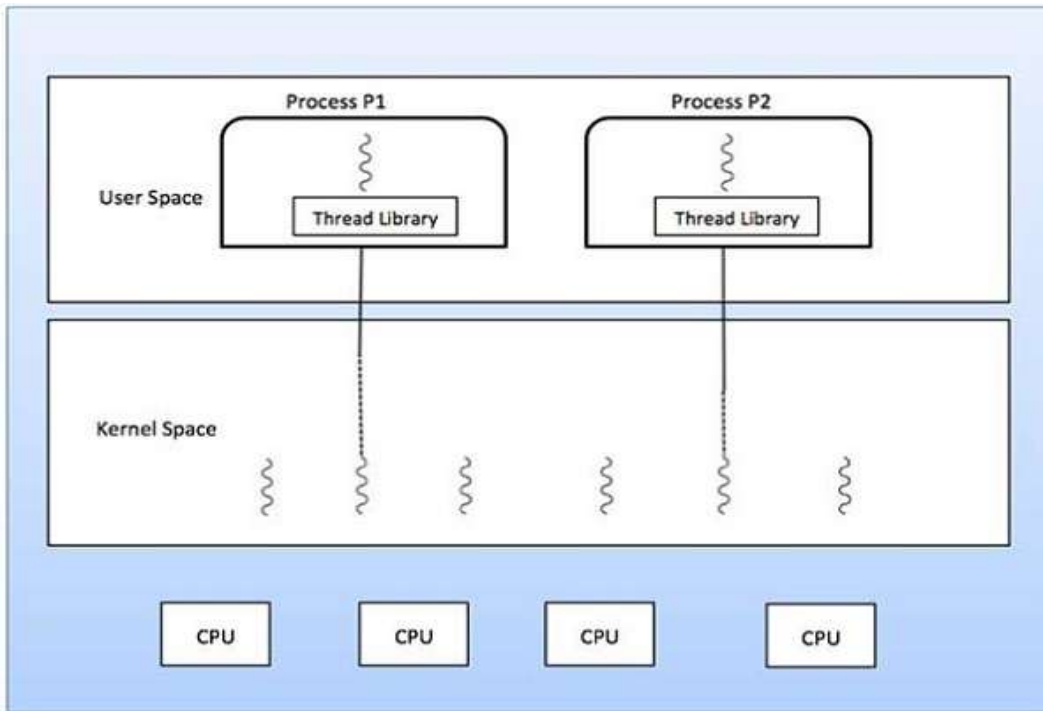 Process P1
Process P2
User Space
Thread Library
Thread Library
Kernel Space
CPU
CPU
CPU
CPU